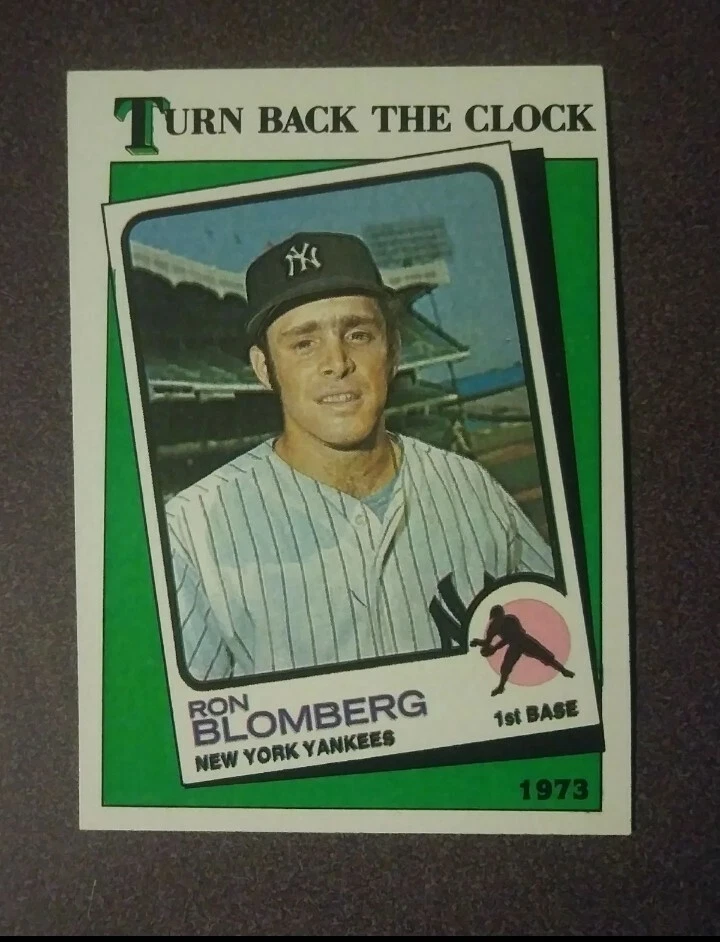 TURN BACK THE CLOCK
NY
RON
BLOMBERG
NEW YORK YANKEES
1st BASE
1973